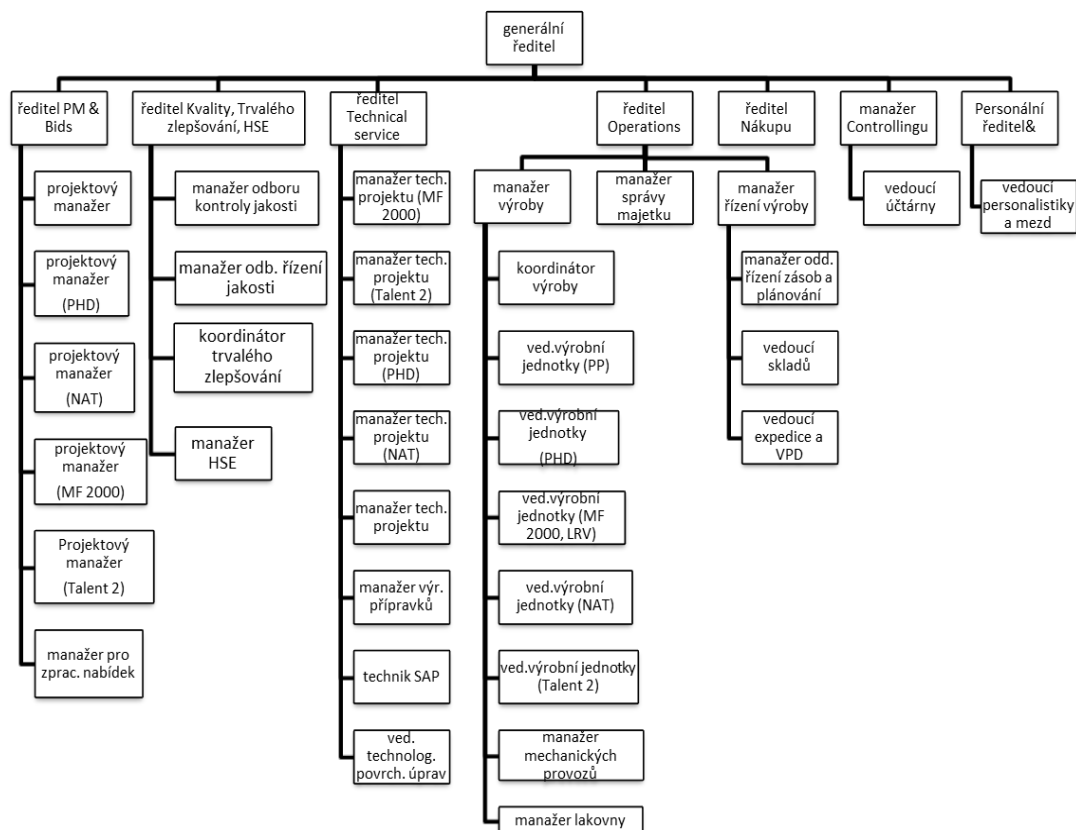 generální
ředitel
ředitel PM &
Bids
ředitel Kvality, Trvalého
zlepšování, HSE
ředitel
Technical
service
ředitel
Operations
ředitel
Nákupu
manažer
Controllingu
Personální
ředitel&
projektový
manažer
projektový
manažer
(PHD)
projektový
manažer
(NAT)
projektový
manažer
(MF 2000)
Projektový
manažer
(Talent 2)
manažer pro
zprac. nabídek
manažer odboru
kontroly jakosti
manažer odb. řízení
jakosti
koordinátor
trvalého
zlepšování
manažer
HSE
manažer tech.
projektu (MF
2000)
manažer tech.
projektu
(Talent 2)
manažer tech.
projektu
(PHD)
manažer tech.
projektu
(NAT)
manažer tech.
projektu
manažer výr.
přípravků
technik SAP
ved.
technolog.
povrch. úprav
manažer
výroby
manažer
správy
majetku
manažer
řízení výroby
koordinátor
výroby
ved.výrobní
jednotky (PP)
ved.výrobní
jednotky
(PHD)
ved.výrobní
jednotky (MF
2000, LRV)
ved.výrobní
jednotky (NAT)
ved.výrobní jednotky
(Talent 2)
manažer
mechanických
provozů
manažer lakovny
manažer odd.
řízení zásob a
plánování
vedoucí
skladů
vedoucí
expedice a
VPD
vedoucí
účtárny
vedoucí
personalistiky
a mezd